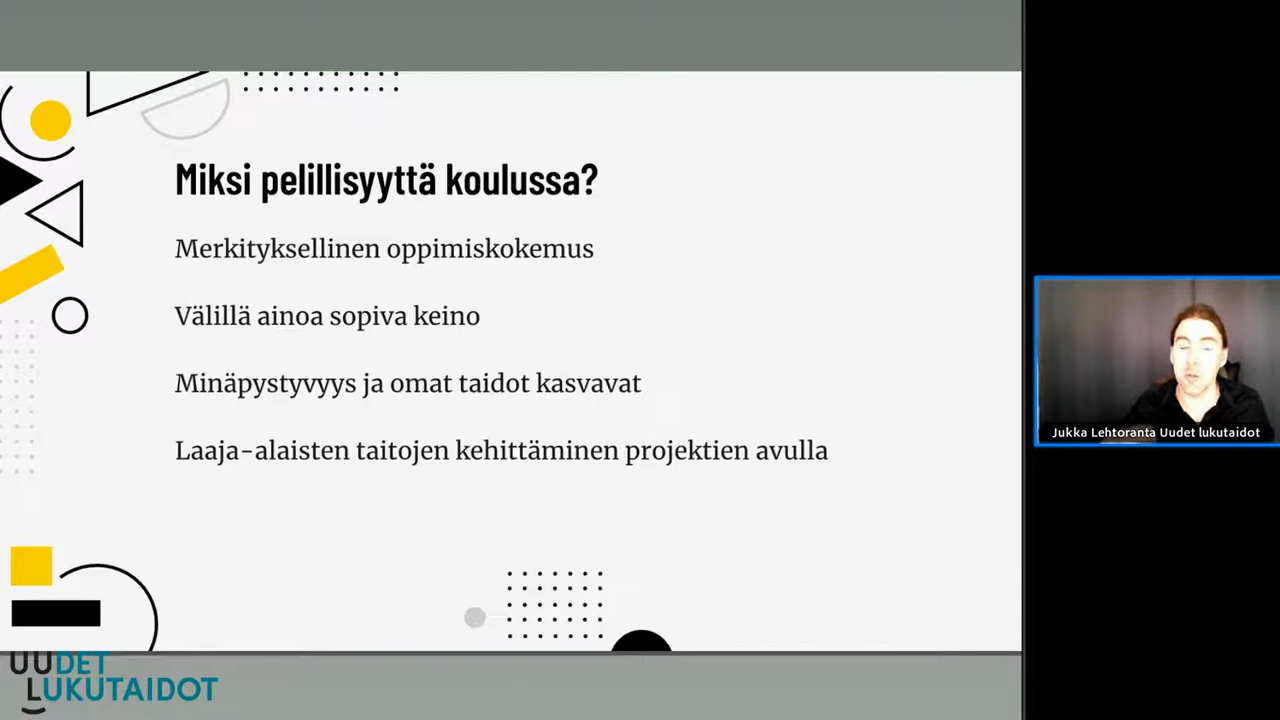 Miksi pelillisyyttä koulussa?
Merkityksellinen oppimiskokemus
Välillä ainoa sopiva keino
Minäpystyvyys ja omat taidot kasvavat
Laaja-alaisten taitojen kehittäminen projektien avulla
Jukka Lehtoranta Uudet lukutaidot
UUDET
LUKUTAIDOT